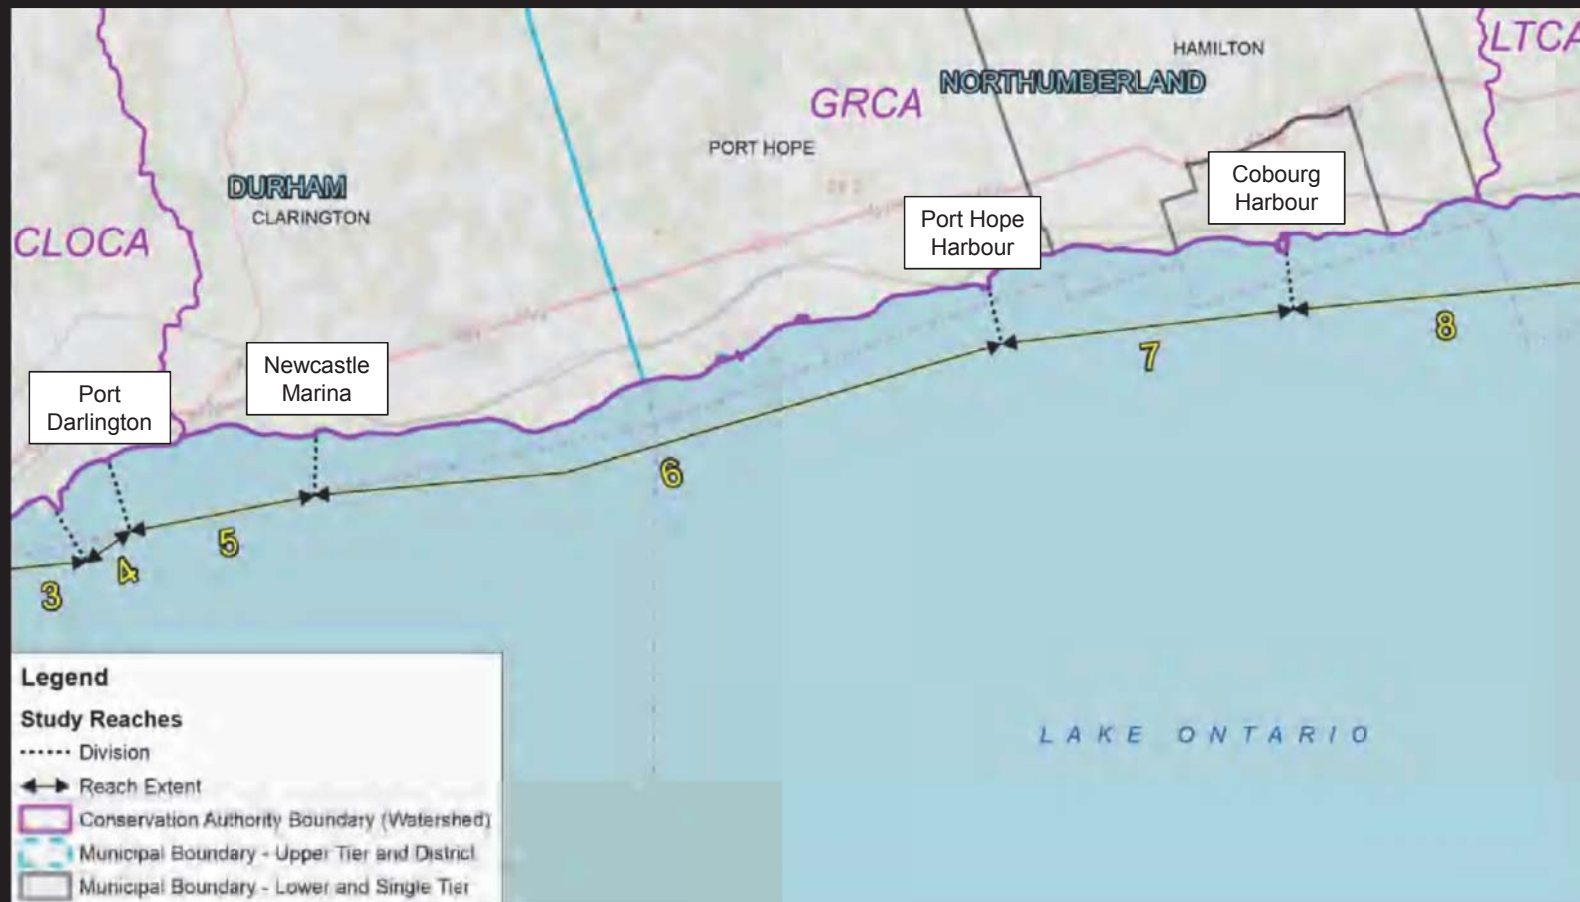 LTCA
HAMILTON
NORTHUMBERLAND
GRCA
PORT HOPE
DURHAM
CLARINGTON
CLOCA
Cobourg
Harbour
Port Hope
Harbour
Newcastle
Marina
Port
Darlington
3
4
5
6
7
8
LAKE ONTARIO
Legend
Study Reaches
Division
Reach Extent
Conservation Authority Boundary (Watershed)
Municipal Boundary - Upper Tier and District
Municipal Boundary - Lower and Single Tier